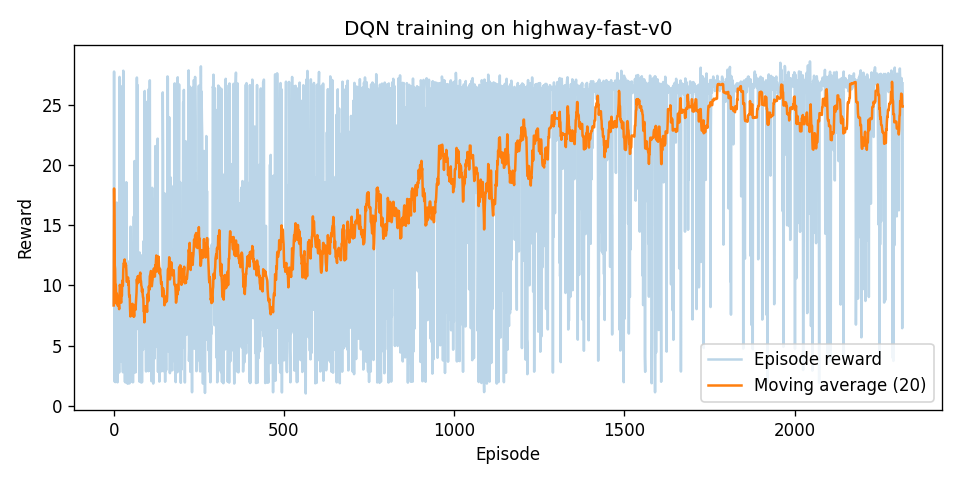 DQN training on highway-fast-v0
Reward
25
20
15
10
5
0
0 500 1000 1500 2000
Episode
Episode reward
Moving average (20)